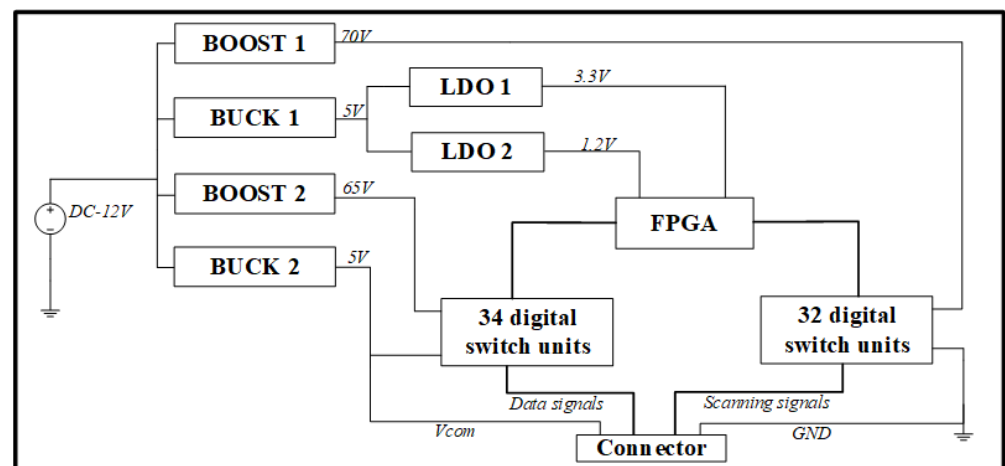 BOOST 1
70V
LDO 1
3.3V
BUCK 1
5V
LDO 2
1.2V
BOOST 2
65V
DC-12V
FPGA
BUCK 2
5V
34 digital
switch units
32 digital
switch units
Data signals
Scanning signals
Vcom
GND
Connector